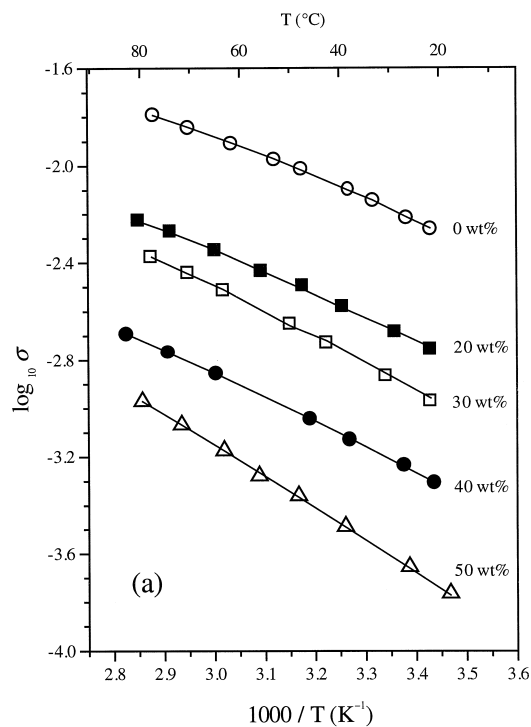 T (°C)
80 60 40 20
-1.6
-2.0
0 wt%
-2.4
20 wt%
30 wt%
-2.8
log₁₀ σ
-3.2
40 wt%
-3.6
50 wt%
(a)
-4.0
2.8 2.9 3.0 3.1 3.2 3.3 3.4 3.5 3.6
1000 / T (K⁻¹)